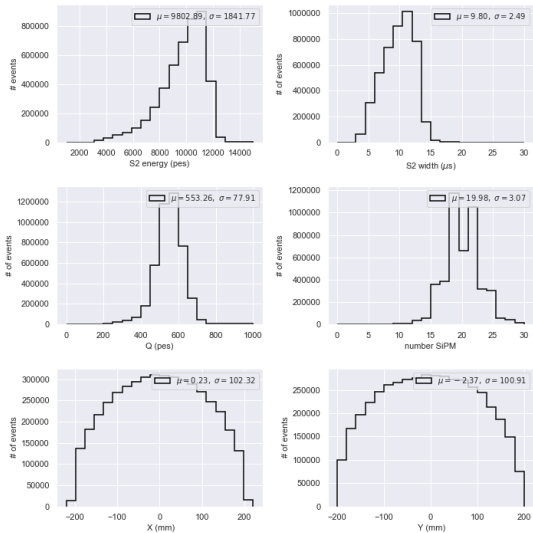 μ = 9802.89, σ = 1841.77
# events
800000
600000
400000
200000
0
2000 4000 6000 8000 10000 12000 14000
S2 energy (pes)
μ = 9.80, σ = 2.49
# of events
1000000
800000
600000
400000
200000
0
0 5 10 15 20 25 30
S2 width (μs)
μ = 553.26, σ = 77.91
# of events
1200000
1000000
800000
600000
400000
200000
0
0 200 400 600 800 1000
Q (pes)
μ = 19.98, σ = 3.07
# of events
1200000
1000000
800000
600000
400000
200000
0
0 5 10 15 20 25 30
number SiPM
μ = 0.23, σ = 102.32
# of events
300000
250000
200000
150000
100000
50000
0
−200 −100 0 100 200
X (mm)
μ = −2.37, σ = 100.91
# of events
250000
200000
150000
100000
50000
0
−200 −100 0 100 200
Y (mm)